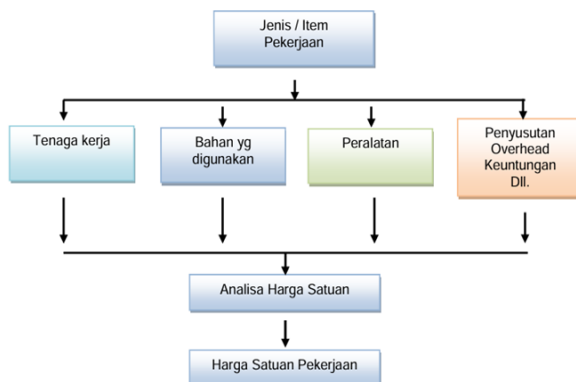 Jenis / Item
Pekerjaan
Tenaga kerja
Bahan yg
digunakan
Peralatan
Penyusutan
Overhead
Keuntungan
Dll.
Analisa Harga Satuan
Harga Satuan Pekerjaan